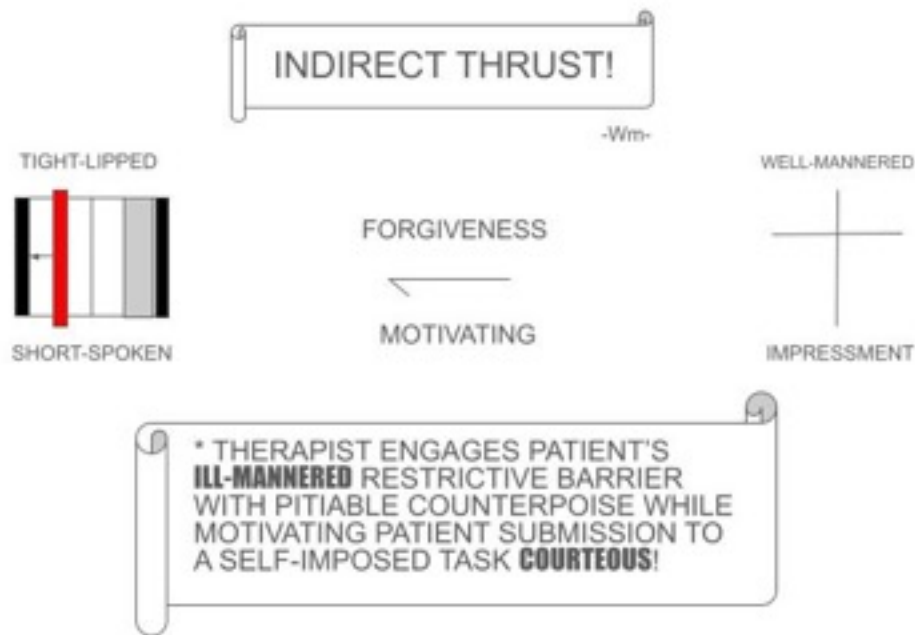 INDIRECT THRUST!
-Wm-
TIGHT-LIPPED
WELL-MANNERED
FORGIVENESS
MOTIVATING
SHORT-SPOKEN
IMPRESSMENT
* THERAPIST ENGAGES PATIENT'S
ILL-MANNERED RESTRICTIVE BARRIER
WITH PITIABLE COUNTERPOISE WHILE
MOTIVATING PATIENT SUBMISSION TO
A SELF-IMPOSED TASK COURTEOUS!